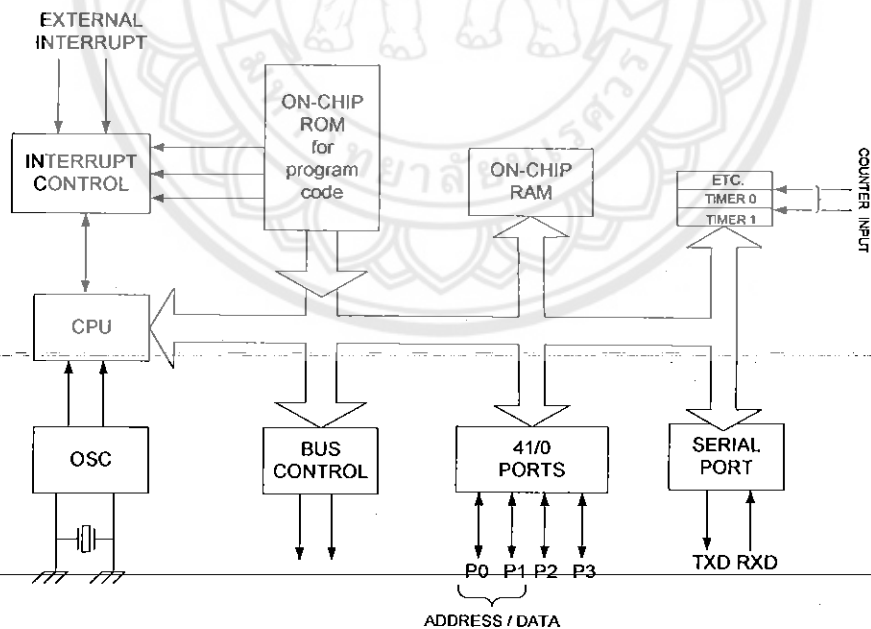 EXTERNAL
INTERRUPT
INTERRUPT
CONTROL
ON-CHIP
ROM
for
program
code
ON-CHIP
RAM
ETC.
TIMER 0
TIMER 1
COUNTER INPUT
CPU
OSC
BUS
CONTROL
41/0
PORTS
SERIAL
PORT
P0 P1 P2 P3
TXD RXD
ADDRESS / DATA